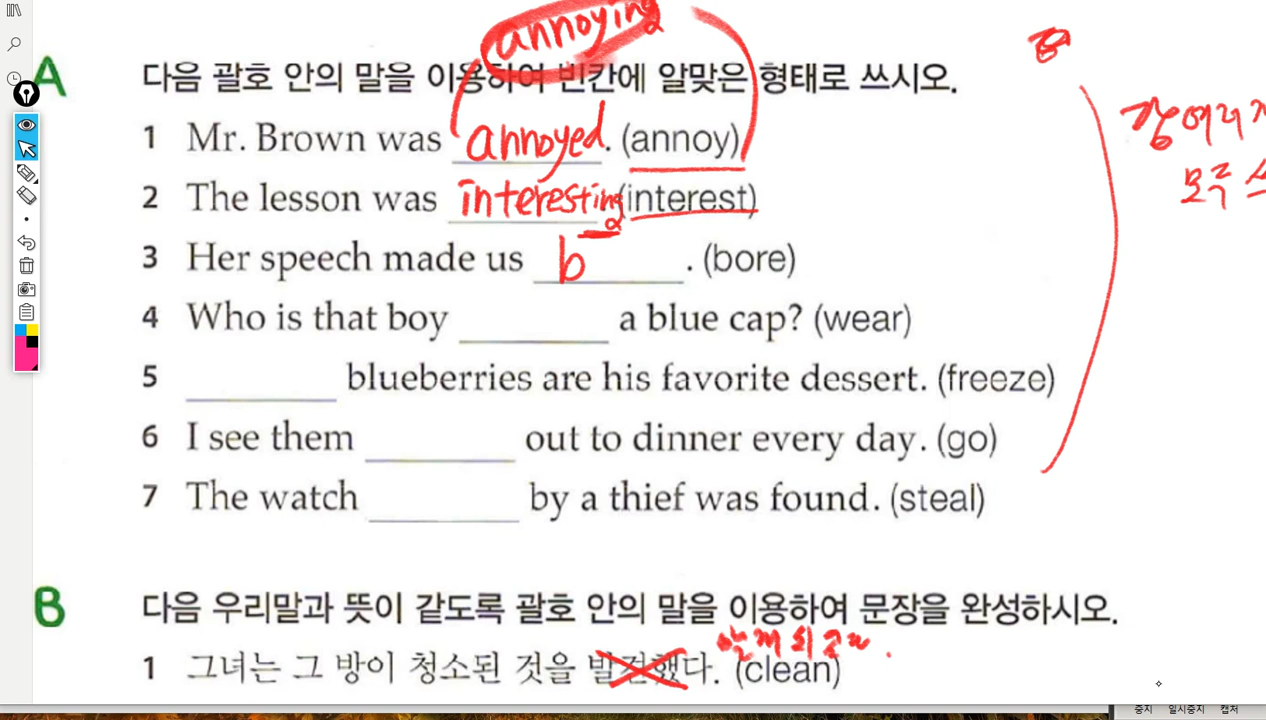 annoying
A 다음 괄호 안의 말을 이용하여 빈칸에 알맞은 형태로 쓰시오.
1 Mr. Brown was annoyed. (annoy)
2 The lesson was interesting (interest)
3 Her speech made us b . (bore)
4 Who is that boy a blue cap? (wear)
5 blueberries are his favorite dessert. (freeze)
6 I see them out to dinner every day. (go)
7 The watch by a thief was found. (steal)
B 다음 우리말과 뜻이 같도록 괄호 안의 말을 이용하여 문장을 완성하시오.
1 그녀는 그 방이 청소된 것을 발견했다. (clean)
중지 일시중지 캡처